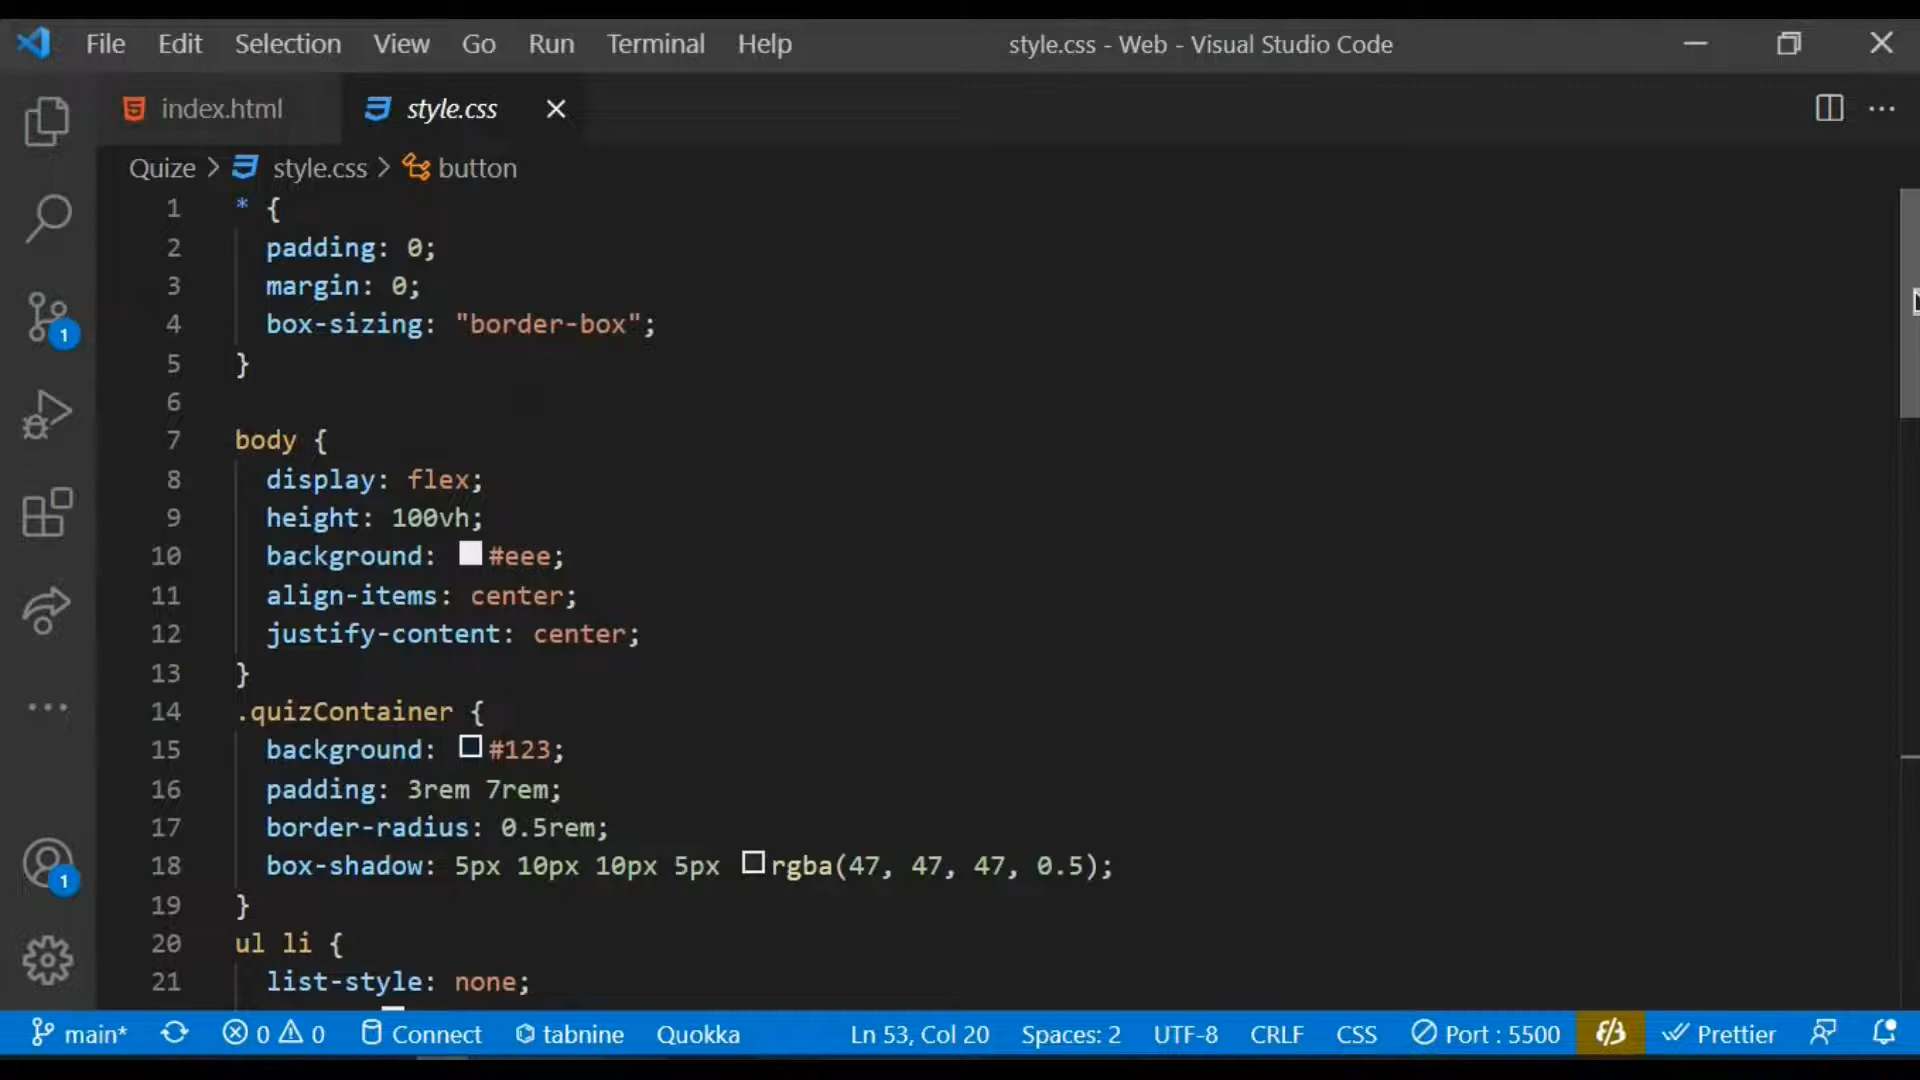 File Edit Selection View Go Run Terminal Help style.css - Web - Visual Studio Code
index.html style.css
Quize > style.css > button
1 * {
2 padding: 0;
3 margin: 0;
4 box-sizing: "border-box";
5 }
6
7 body {
8 display: flex;
9 height: 100vh;
10 background: #eee;
11 align-items: center;
12 justify-content: center;
13 }
14 .quizContainer {
15 background: #123;
16 padding: 3rem 7rem;
17 border-radius: 0.5rem;
18 box-shadow: 5px 10px 10px 5px rgba(47, 47, 47, 0.5);
19 }
20 ul li {
21 list-style: none;
1
1
main* 0 0 Connect tabnine Quokka Ln 53, Col 20 Spaces: 2 UTF-8 CRLF CSS Port : 5500 Prettier